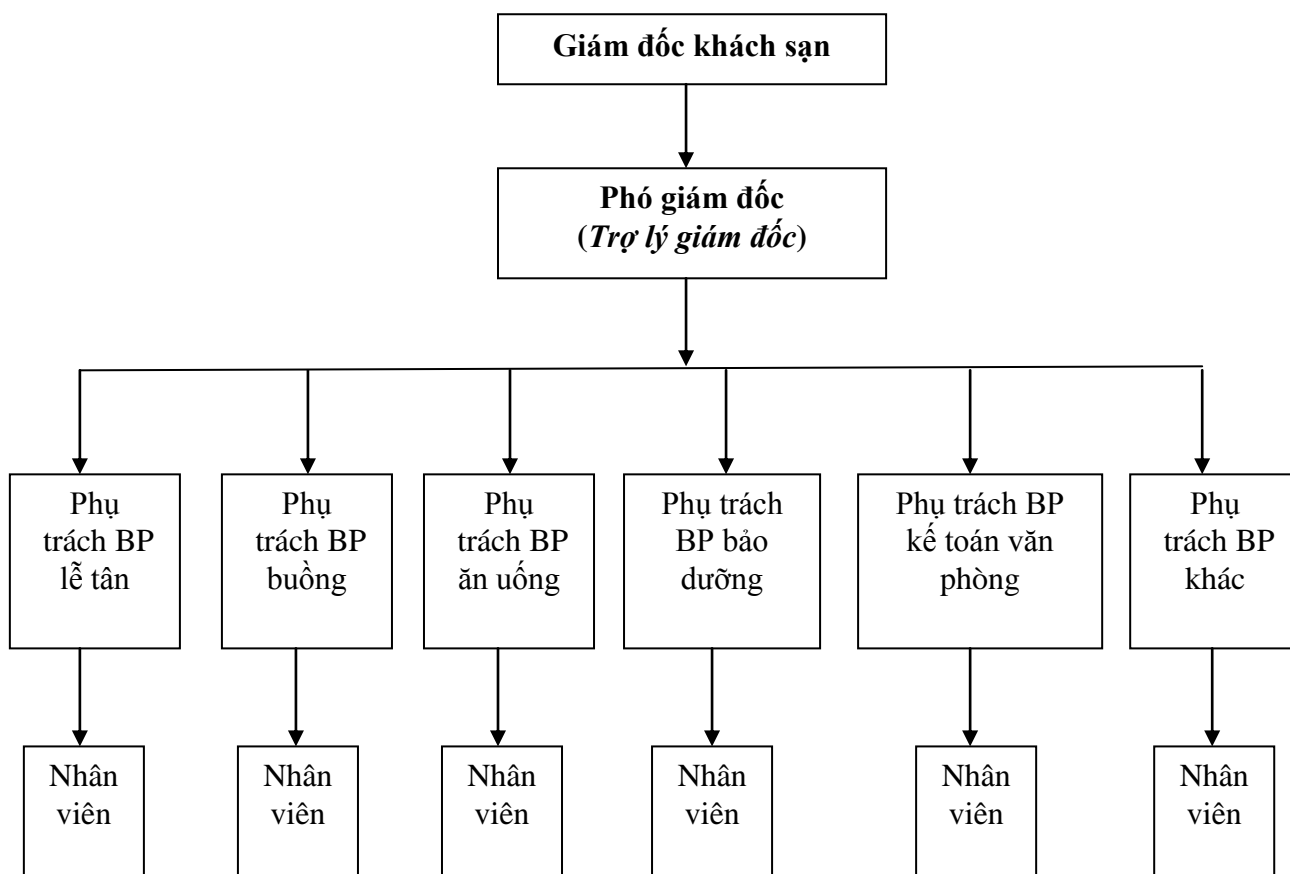 Giám đốc khách sạn
Phó giám đốc
(Trợ lý giám đốc)
Phụ
trách BP
lễ tân
Phụ
trách BP
buồng
Phụ
trách BP
ăn uống
Phụ trách
BP bảo
dưỡng
Phụ trách BP
kế toán văn
phòng
Phụ
trách BP
khác
Nhân
viên
Nhân
viên
Nhân
viên
Nhân
viên
Nhân
viên
Nhân
viên